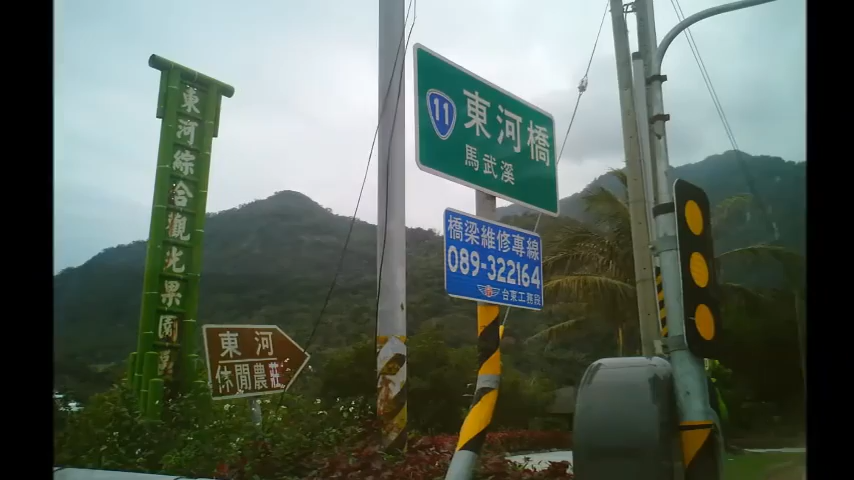 東河綜合觀光果園區
11
東河橋
馬武溪
橋梁維修專線
089-322164
台東工務段
東河
休閒農莊